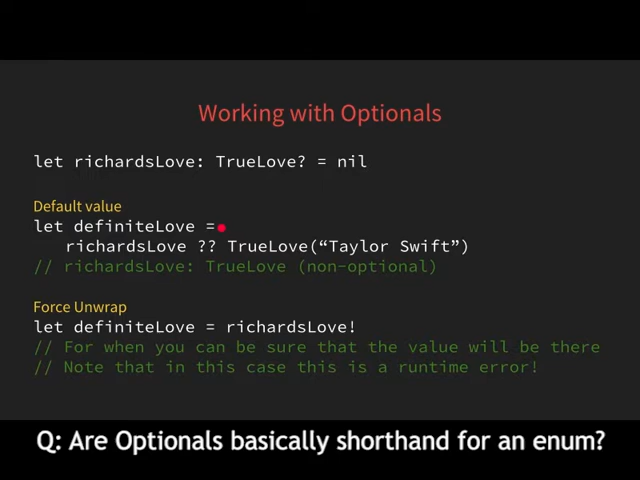 Working with Optionals
let richardsLove: TrueLove? = nil
Default value
let definiteLove =
richardsLove ?? TrueLove(“Taylor Swift”)
// richardsLove: TrueLove (non-optional)
Force Unwrap
let definiteLove = richardsLove!
// For when you can be sure that the value will be there
// Note that in this case this is a runtime error!
Q: Are Optionals basically shorthand for an enum?